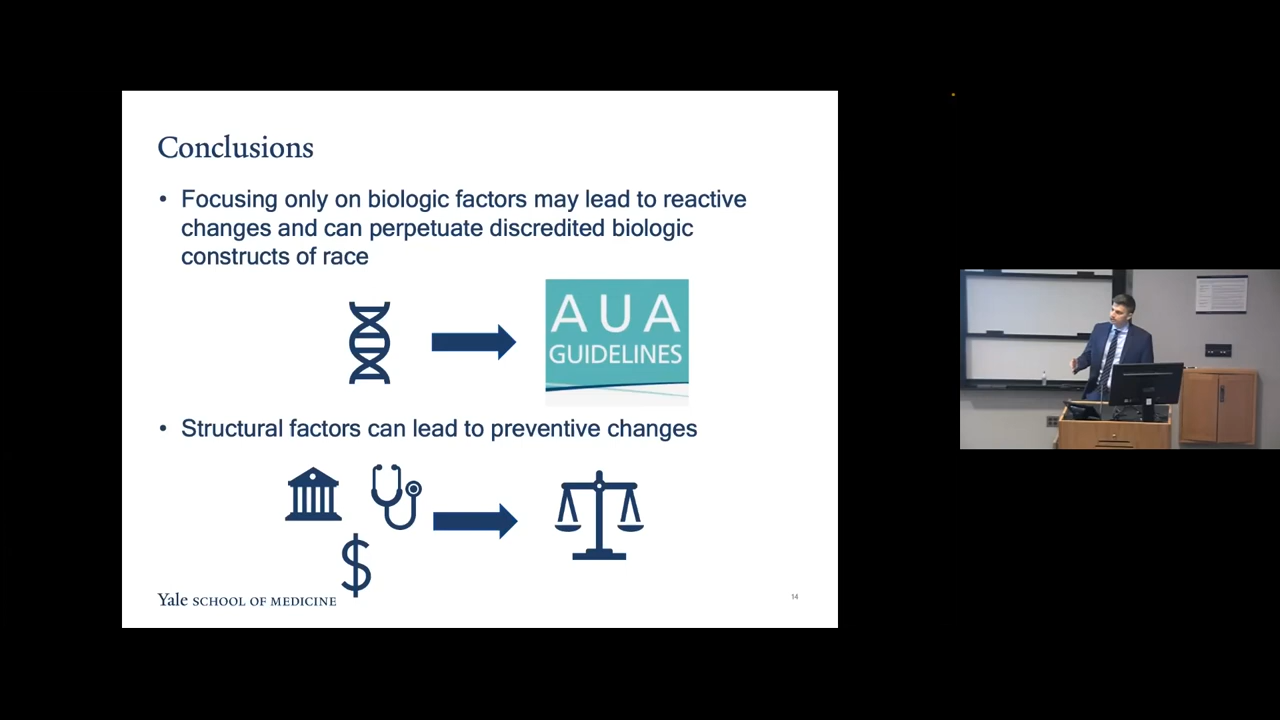 Conclusions
• Focusing only on biologic factors may lead to reactive
changes and can perpetuate discredited biologic
constructs of race
AUA
GUIDELINES
• Structural factors can lead to preventive changes
$
Yale SCHOOL OF MEDICINE
14